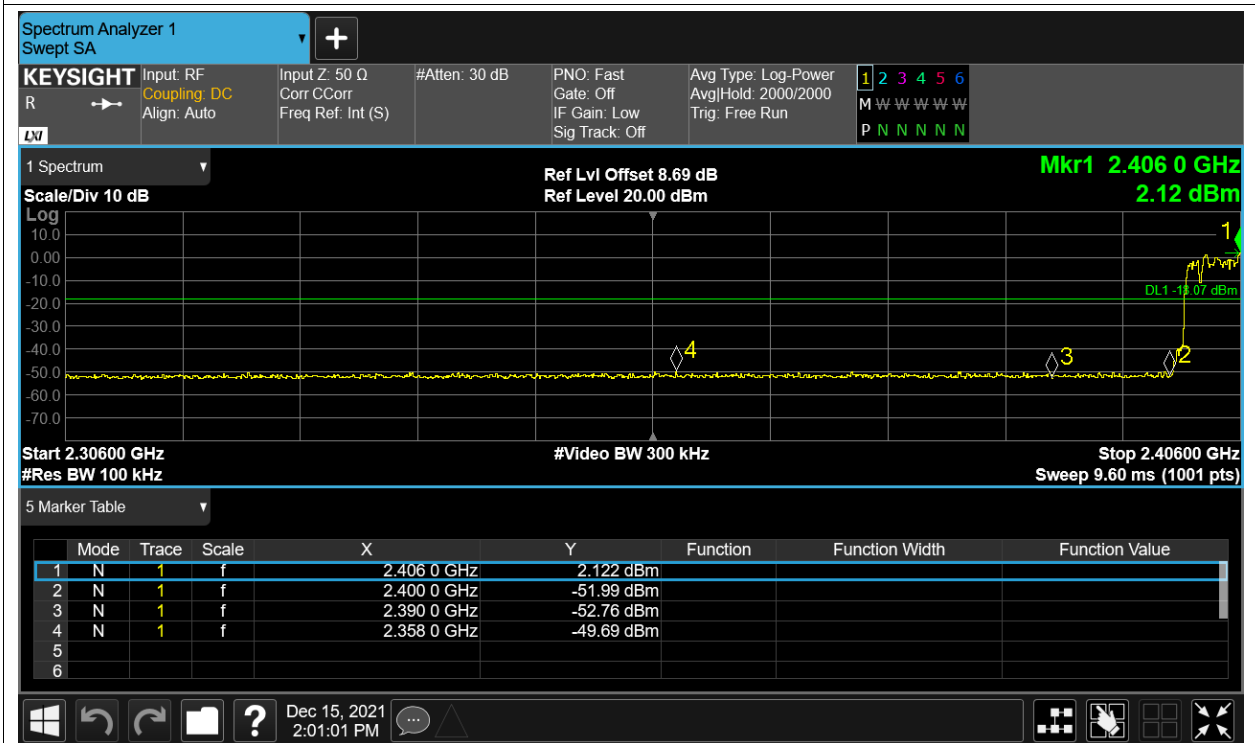 Spectrum Analyzer 1
Swept SA
KEYSIGHT
R
LXI
Input: RF
Coupling: DC
Align: Auto
Input Z: 50 Ω
Corr CCorr
Freq Ref: Int (S)
#Atten: 30 dB
PNO: Fast
Gate: Off
IF Gain: Low
Sig Track: Off
Avg Type: Log-Power
Avg|Hold: 2000/2000
Trig: Free Run
1 2 3 4 5 6
M W W W W W
P N N N N N
1 Spectrum
Scale/Div 10 dB
Ref Lvl Offset 8.69 dB
Ref Level 20.00 dBm
Mkr1 2.406 0 GHz
2.12 dBm
Log
10.0
0.00
-10.0
-20.0
-30.0
-40.0
-50.0
-60.0
-70.0
1
DL1 -18.07 dBm
4
3
2
Start 2.30600 GHz
#Video BW 300 kHz
Stop 2.40600 GHz
#Res BW 100 kHz
Sweep 9.60 ms (1001 pts)
5 Marker Table
Mode Trace Scale X Y Function Function Width Function Value
1 N 1 f 2.406 0 GHz 2.122 dBm
2 N 1 f 2.400 0 GHz -51.99 dBm
3 N 1 f 2.390 0 GHz -52.76 dBm
4 N 1 f 2.358 0 GHz -49.69 dBm
5
6
?
Dec 15, 2021
2:01:01 PM